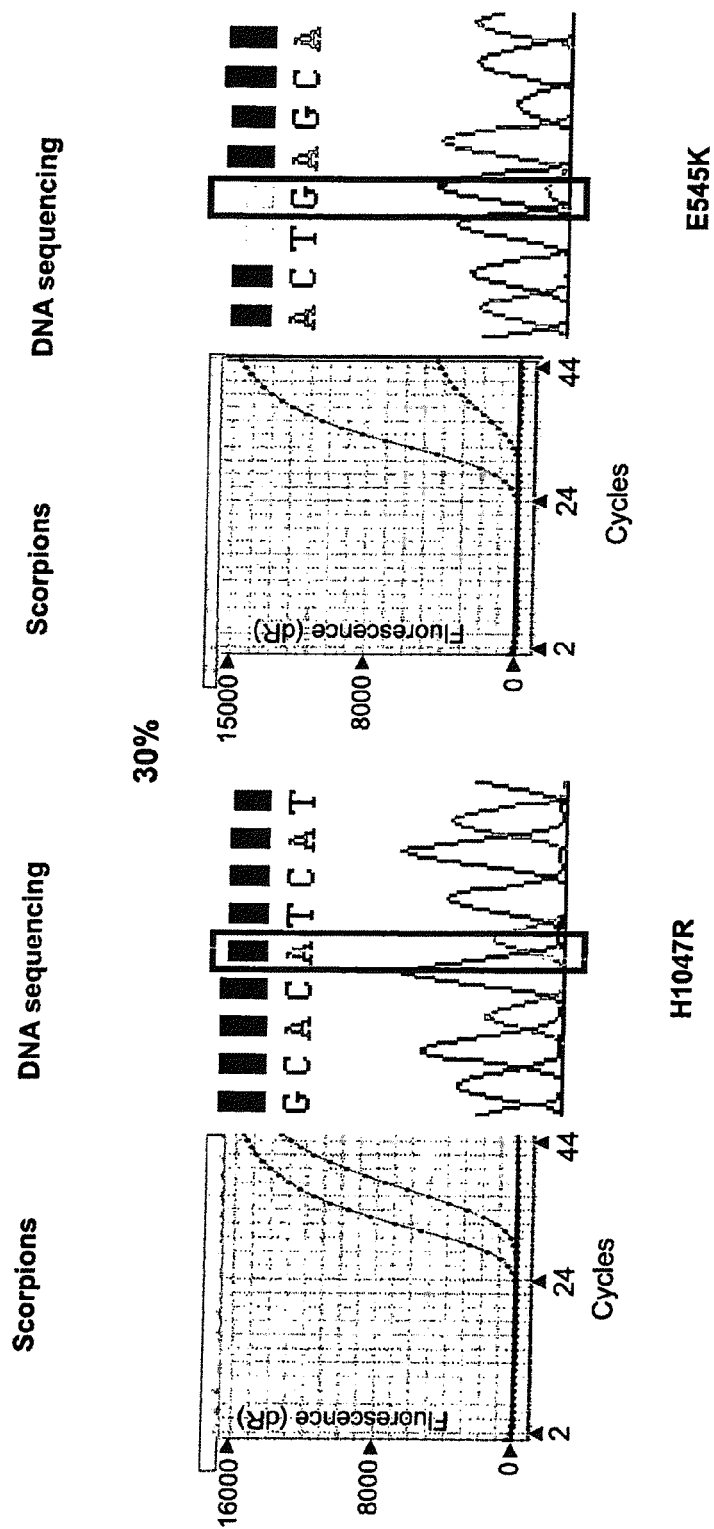 30%
Scorpions
DNA sequencing
16000
8000
0
Fluorescence (dR)
2
24
44
Cycles
G C A C A T C A T
H1047R
Scorpions
DNA sequencing
15000
8000
0
Fluorescence (dR)
2
24
44
Cycles
A C T G A G C A
E545K